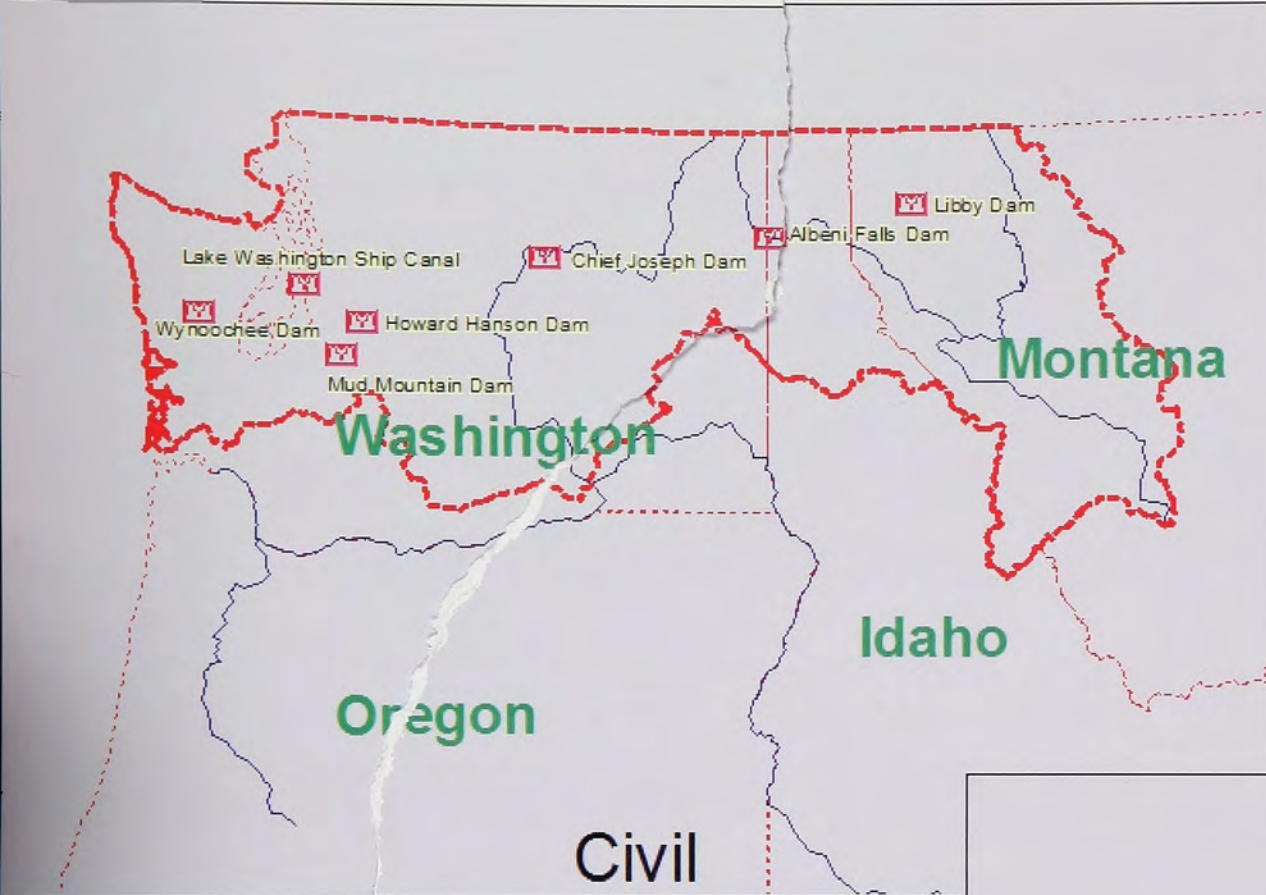 Libby Dam
Albeni Falls Dam
Lake Washington Ship Canal
Chief Joseph Dam
Wynoochee Dam
Howard Hanson Dam
Montana
Mud Mountain Dam
Washington
Idaho
Oregon
Civil